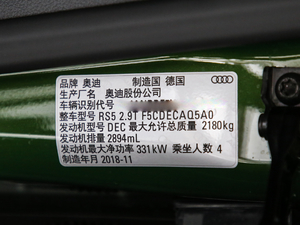 品牌 奥迪 制造国 德国
生产厂名 奥迪股份公司
车辆识别代号
整车型号 RS5 2.9T F5CDECAQ5A0
发动机型号 DEC 最大允许总质量 2180kg
发动机排量 2894mL
发动机最大净功率 331kW 乘坐人数 4
制造年月 2018-11